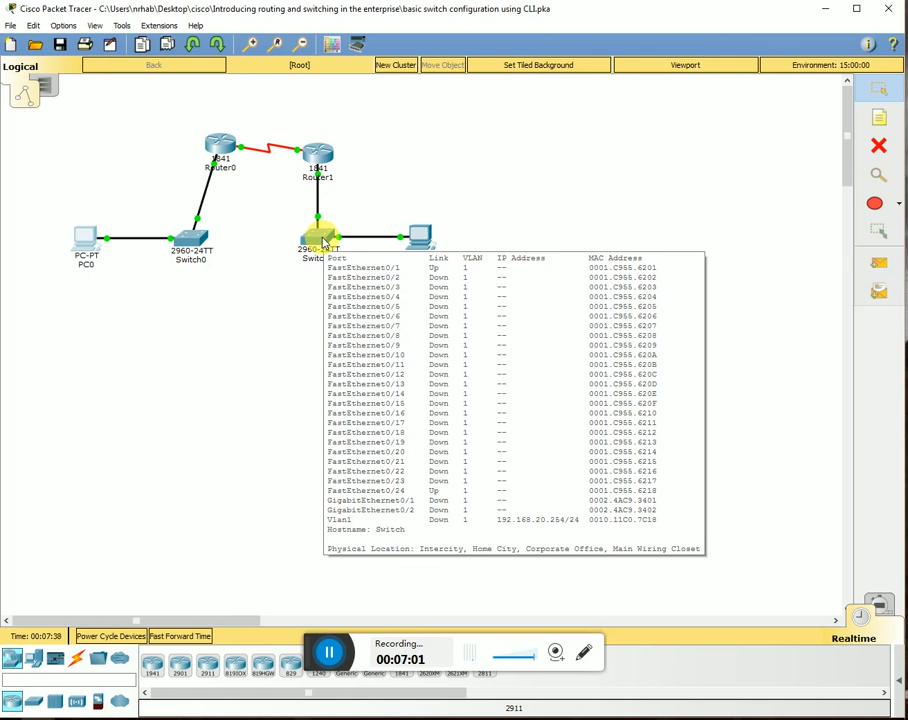 Cisco Packet Tracer - C:\Users\nrhab\Desktop\cisco\Introducing routing and switching in the enterprise\basic switch configuration using CLI.pka
File Edit Options View Tools Extensions Help
Logical Back [Root] New Cluster Move Object Set Tiled Background Viewport Environment: 15:00:00
1841
Router0
1841
Router1
PC-PT
PC0
2960-24TT
Switch0
2960-24TT
Switc
Port Link VLAN IP Address MAC Address
FastEthernet0/1 Up 1 -- 0001.C955.6201
FastEthernet0/2 Down 1 -- 0001.C955.6202
FastEthernet0/3 Down 1 -- 0001.C955.6203
FastEthernet0/4 Down 1 -- 0001.C955.6204
FastEthernet0/5 Down 1 -- 0001.C955.6205
FastEthernet0/6 Down 1 -- 0001.C955.6206
FastEthernet0/7 Down 1 -- 0001.C955.6207
FastEthernet0/8 Down 1 -- 0001.C955.6208
FastEthernet0/9 Down 1 -- 0001.C955.6209
FastEthernet0/10 Down 1 -- 0001.C955.620A
FastEthernet0/11 Down 1 -- 0001.C955.620B
FastEthernet0/12 Down 1 -- 0001.C955.620C
FastEthernet0/13 Down 1 -- 0001.C955.620D
FastEthernet0/14 Down 1 -- 0001.C955.620E
FastEthernet0/15 Down 1 -- 0001.C955.620F
FastEthernet0/16 Down 1 -- 0001.C955.6210
FastEthernet0/17 Down 1 -- 0001.C955.6211
FastEthernet0/18 Down 1 -- 0001.C955.6212
FastEthernet0/19 Down 1 -- 0001.C955.6213
FastEthernet0/20 Down 1 -- 0001.C955.6214
FastEthernet0/21 Down 1 -- 0001.C955.6215
FastEthernet0/22 Down 1 -- 0001.C955.6216
FastEthernet0/23 Down 1 -- 0001.C955.6217
FastEthernet0/24 Up 1 -- 0001.C955.6218
GigabitEthernet0/1 Down 1 -- 0002.4AC9.3401
GigabitEthernet0/2 Down 1 -- 0002.4AC9.3402
Vlan1 Down 1 192.168.20.254/24 0010.11C0.7C18
Hostname: Switch
Physical Location: Intercity, Home City, Corporate Office, Main Wiring Closet
Time: 00:07:38 Power Cycle Devices Fast Forward Time
Realtime
Recording...
00:07:01
1941 2901 2911 819IOX 819HGW 829 1240 Generic Generic 1841 2620XM 2621XM 2811
2911